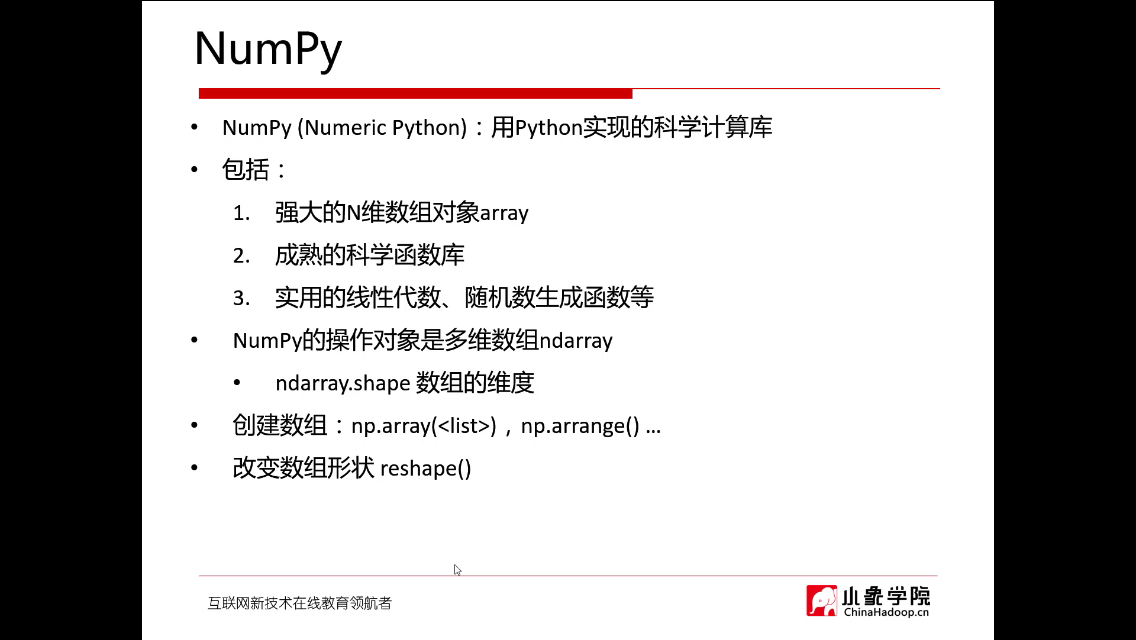 NumPy
• NumPy (Numeric Python)：用Python实现的科学计算库
• 包括：
1. 强大的N维数组对象array
2. 成熟的科学函数库
3. 实用的线性代数、随机数生成函数等
• NumPy的操作对象是多维数组ndarray
• ndarray.shape 数组的维度
• 创建数组：np.array(<list>)，np.arrange() …
• 改变数组形状 reshape()
互联网新技术在线教育领航者
小象学院
ChinaHadoop.cn